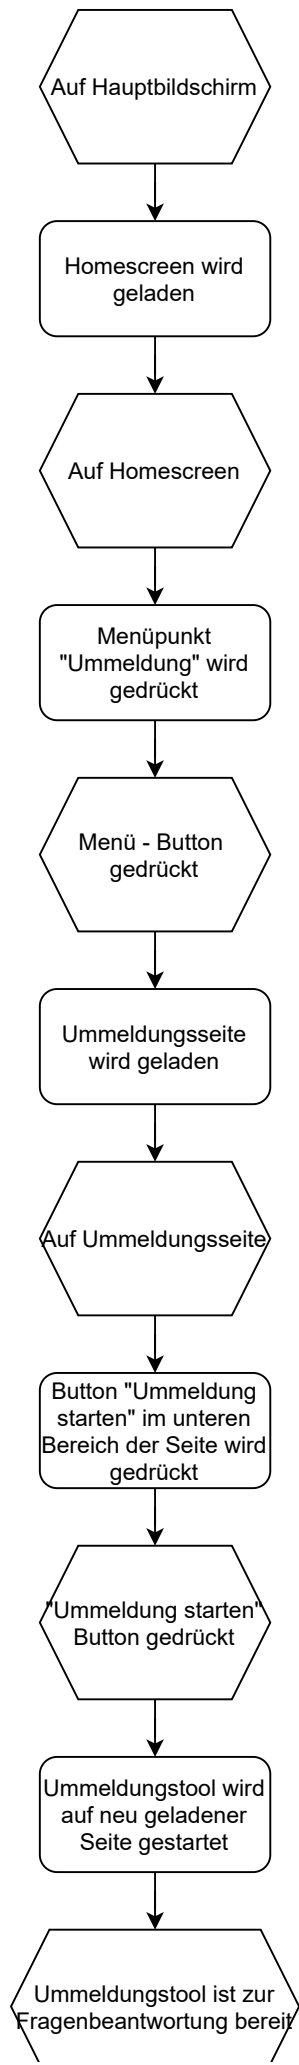 Auf Hauptbildschirm
Homescreen wird
geladen
Auf Homescreen
Menüpunkt
"Ummeldung" wird
gedrückt
Menü - Button
gedrückt
Ummeldungsseite
wird geladen
Auf Ummeldungsseite
Button "Ummeldung
starten" im unteren
Bereich der Seite wird
gedrückt
"Ummeldung starten"
Button gedrückt
Ummeldungstool wird
auf neu geladener
Seite gestartet
Ummeldungstool ist zur
Fragenbeantwortung bereit